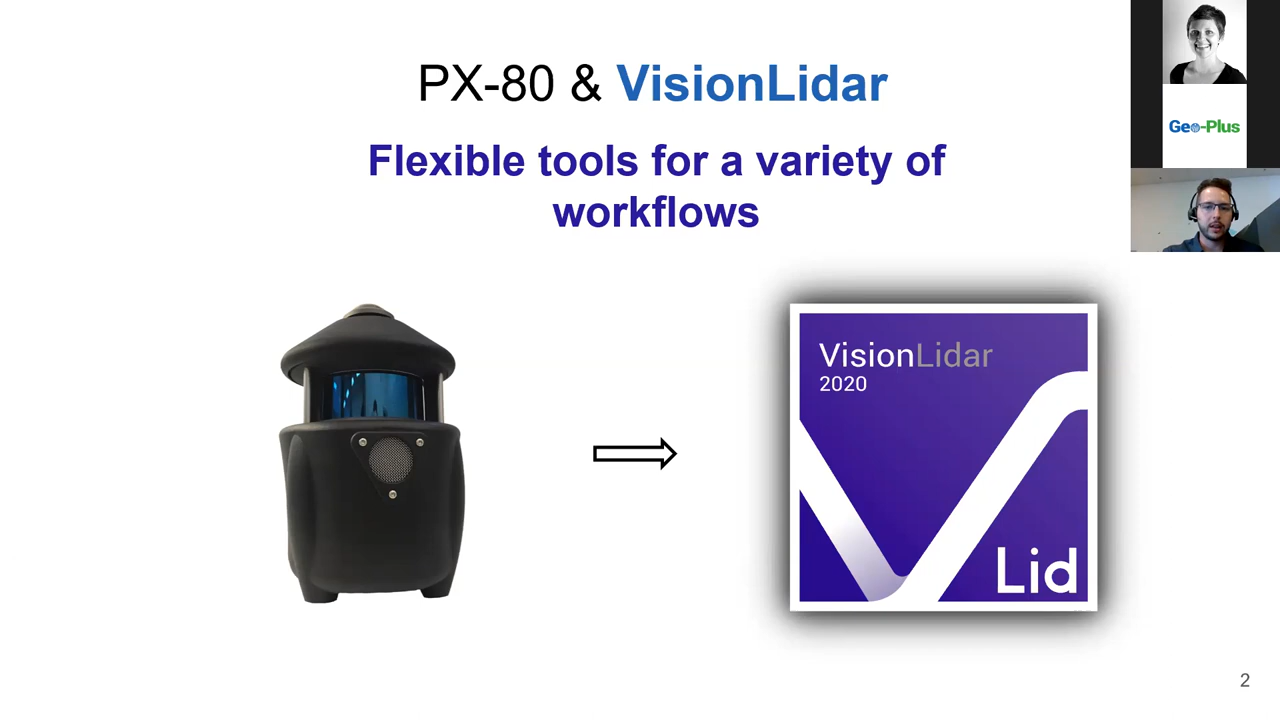 PX-80 & VisionLidar
Flexible tools for a variety of
workflows
Geo-Plus
VisionLidar
2020
Lid
2